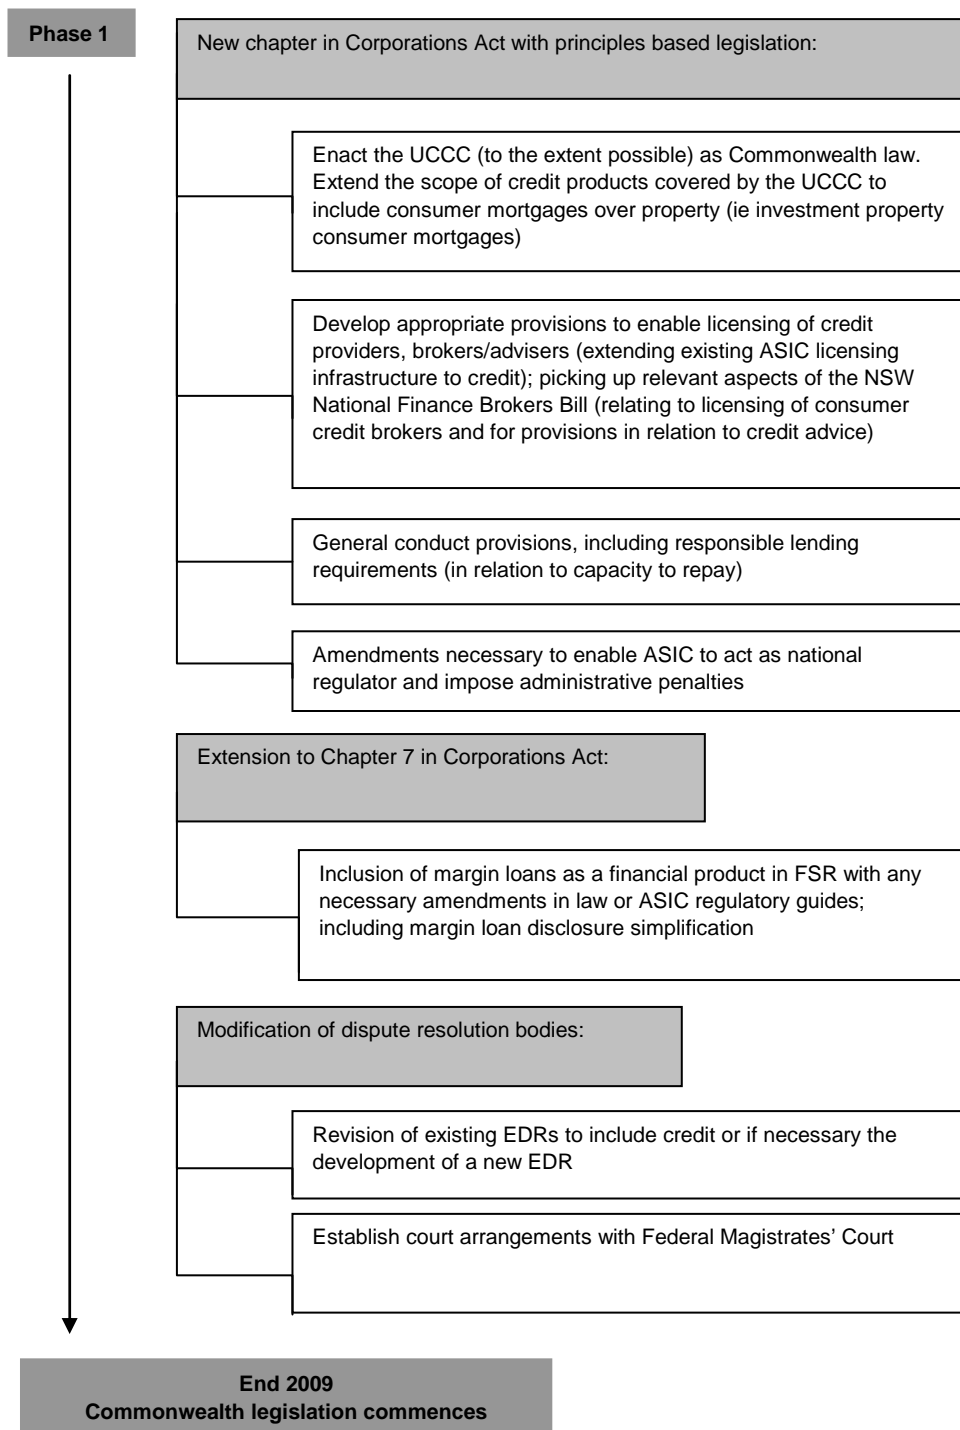 Phase 1
New chapter in Corporations Act with principles based legislation:
Enact the UCCC (to the extent possible) as Commonwealth law.
Extend the scope of credit products covered by the UCCC to
include consumer mortgages over property (ie investment property
consumer mortgages)
Develop appropriate provisions to enable licensing of credit
providers, brokers/advisers (extending existing ASIC licensing
infrastructure to credit); picking up relevant aspects of the NSW
National Finance Brokers Bill (relating to licensing of consumer
credit brokers and for provisions in relation to credit advice)
General conduct provisions, including responsible lending
requirements (in relation to capacity to repay)
Amendments necessary to enable ASIC to act as national
regulator and impose administrative penalties
Extension to Chapter 7 in Corporations Act:
Inclusion of margin loans as a financial product in FSR with any
necessary amendments in law or ASIC regulatory guides;
including margin loan disclosure simplification
Modification of dispute resolution bodies:
Revision of existing EDRs to include credit or if necessary the
development of a new EDR
Establish court arrangements with Federal Magistrates’ Court
End 2009
Commonwealth legislation commences